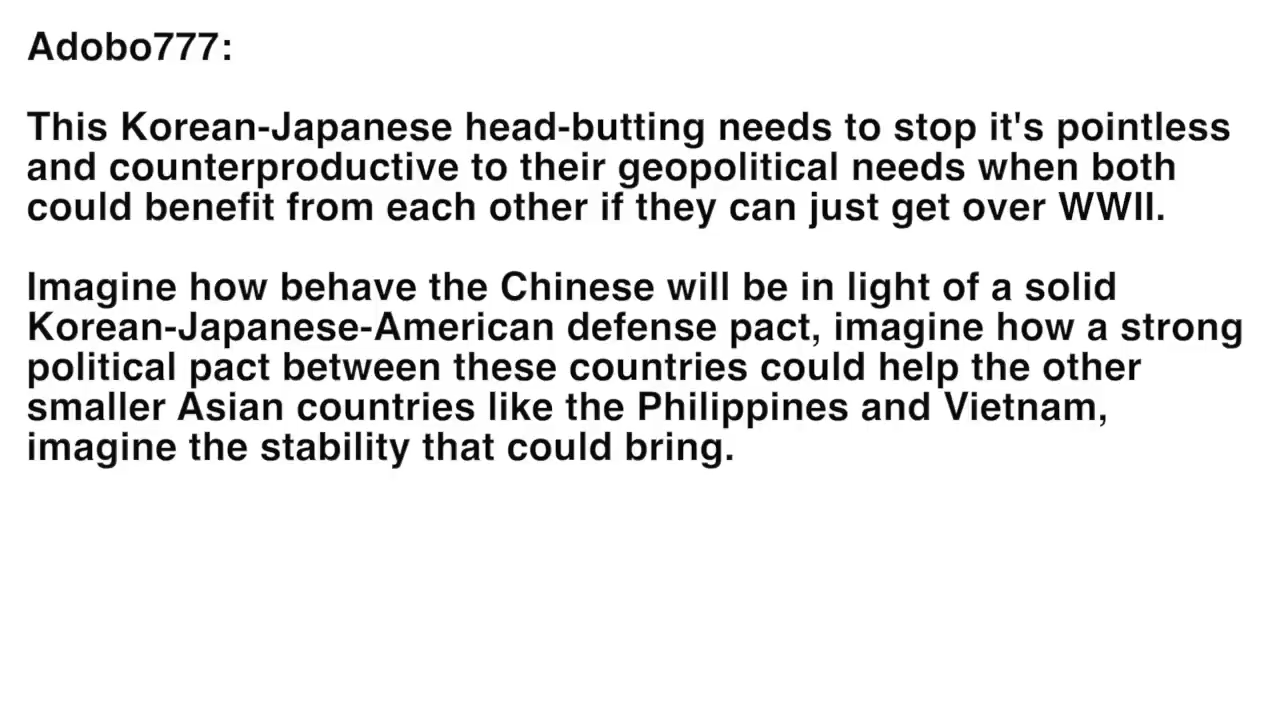 Adobo777:
This Korean-Japanese head-butting needs to stop it's pointless
and counterproductive to their geopolitical needs when both
could benefit from each other if they can just get over WWII.
Imagine how behave the Chinese will be in light of a solid
Korean-Japanese-American defense pact, imagine how a strong
political pact between these countries could help the other
smaller Asian countries like the Philippines and Vietnam,
imagine the stability that could bring.